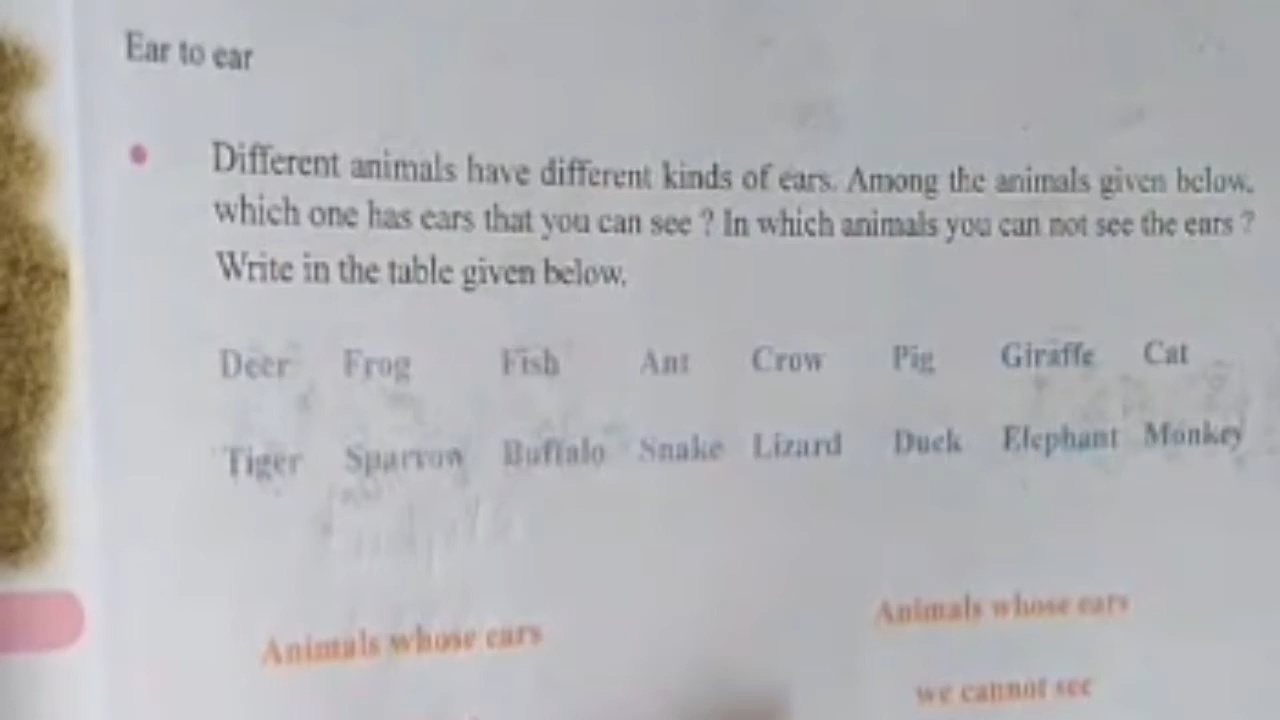 Ear to ear
Different animals have different kinds of ears. Among the animals given below,
which one has ears that you can see ? In which animals you can not see the ears ?
Write in the table given below.
Deer Frog Fish Ant Crow Pig Giraffe Cat
Tiger Sparrow Buffalo Snake Lizard Duck Elephant Monkey
Animals whose ears
Animals whose ears
we cannot see